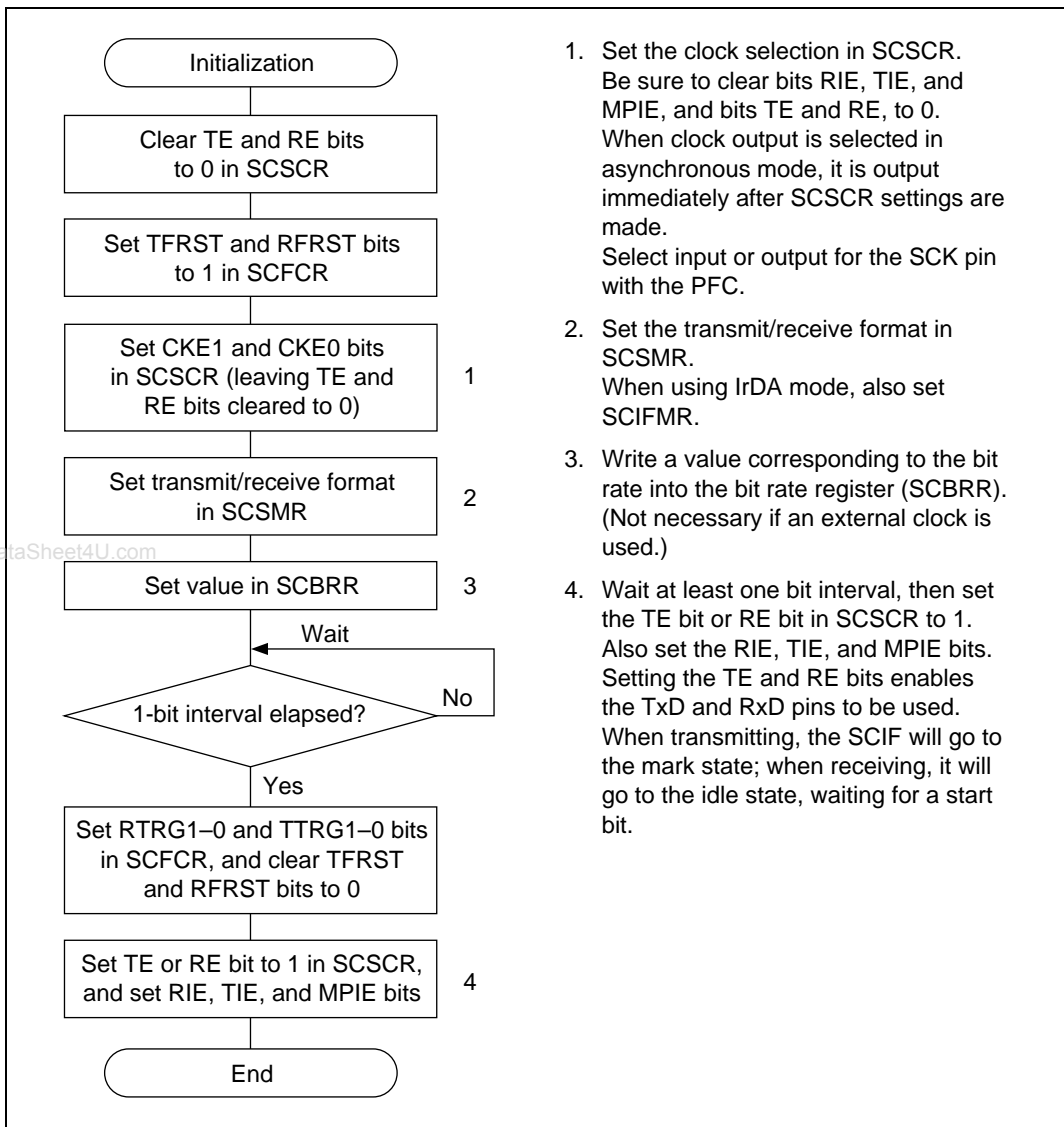 Initialization
Clear TE and RE bits
to 0 in SCSCR
Set TFRST and RFRST bits
to 1 in SCFCR
Set CKE1 and CKE0 bits
in SCSCR (leaving TE and
RE bits cleared to 0)
1
Set transmit/receive format
in SCSMR
2
Set value in SCBRR
3
Wait
1-bit interval elapsed?
No
Yes
Set RTRG1–0 and TTRG1–0 bits
in SCFCR, and clear TFRST
and RFRST bits to 0
Set TE or RE bit to 1 in SCSCR,
and set RIE, TIE, and MPIE bits
4
End
1. Set the clock selection in SCSCR.
Be sure to clear bits RIE, TIE, and
MPIE, and bits TE and RE, to 0.
When clock output is selected in
asynchronous mode, it is output
immediately after SCSCR settings are
made.
Select input or output for the SCK pin
with the PFC.
2. Set the transmit/receive format in
SCSMR.
When using IrDA mode, also set
SCIFMR.
3. Write a value corresponding to the bit
rate into the bit rate register (SCBRR).
(Not necessary if an external clock is
used.)
4. Wait at least one bit interval, then set
the TE bit or RE bit in SCSCR to 1.
Also set the RIE, TIE, and MPIE bits.
Setting the TE and RE bits enables
the TxD and RxD pins to be used.
When transmitting, the SCIF will go to
the mark state; when receiving, it will
go to the idle state, waiting for a start
bit.
taSheet4U.com